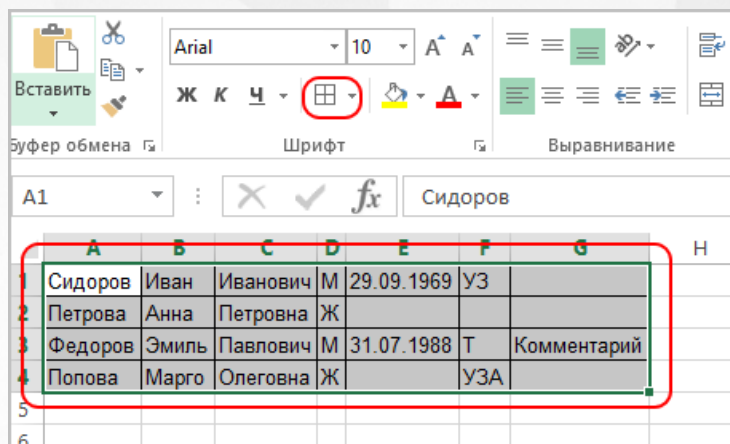 Arial 10 А А
Вставить
Ж К Ч А
Буфер обмена Шрифт Выравнивание
A1 fx Сидоров
A B C D E F G H
1 Сидоров Иван Иванович М 29.09.1969 УЗ
2 Петрова Анна Петровна Ж
3 Федоров Эмиль Павлович М 31.07.1988 Т Комментарий
4 Попова Марго Олеговна Ж УЗА
5
6